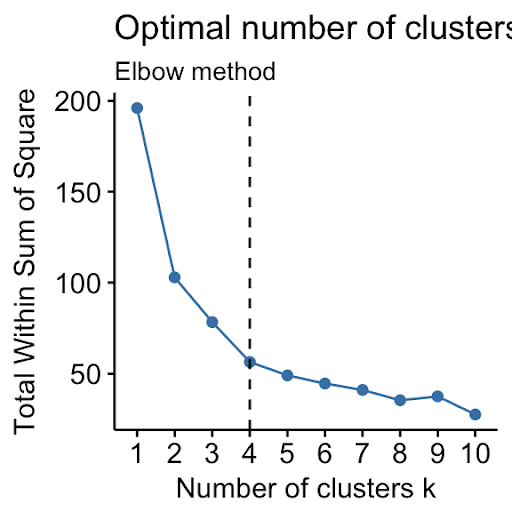 Optimal number of clusters
Elbow method
Total Within Sum of Square
200
150
100
50
1 2 3 4 5 6 7 8 9 10
Number of clusters k